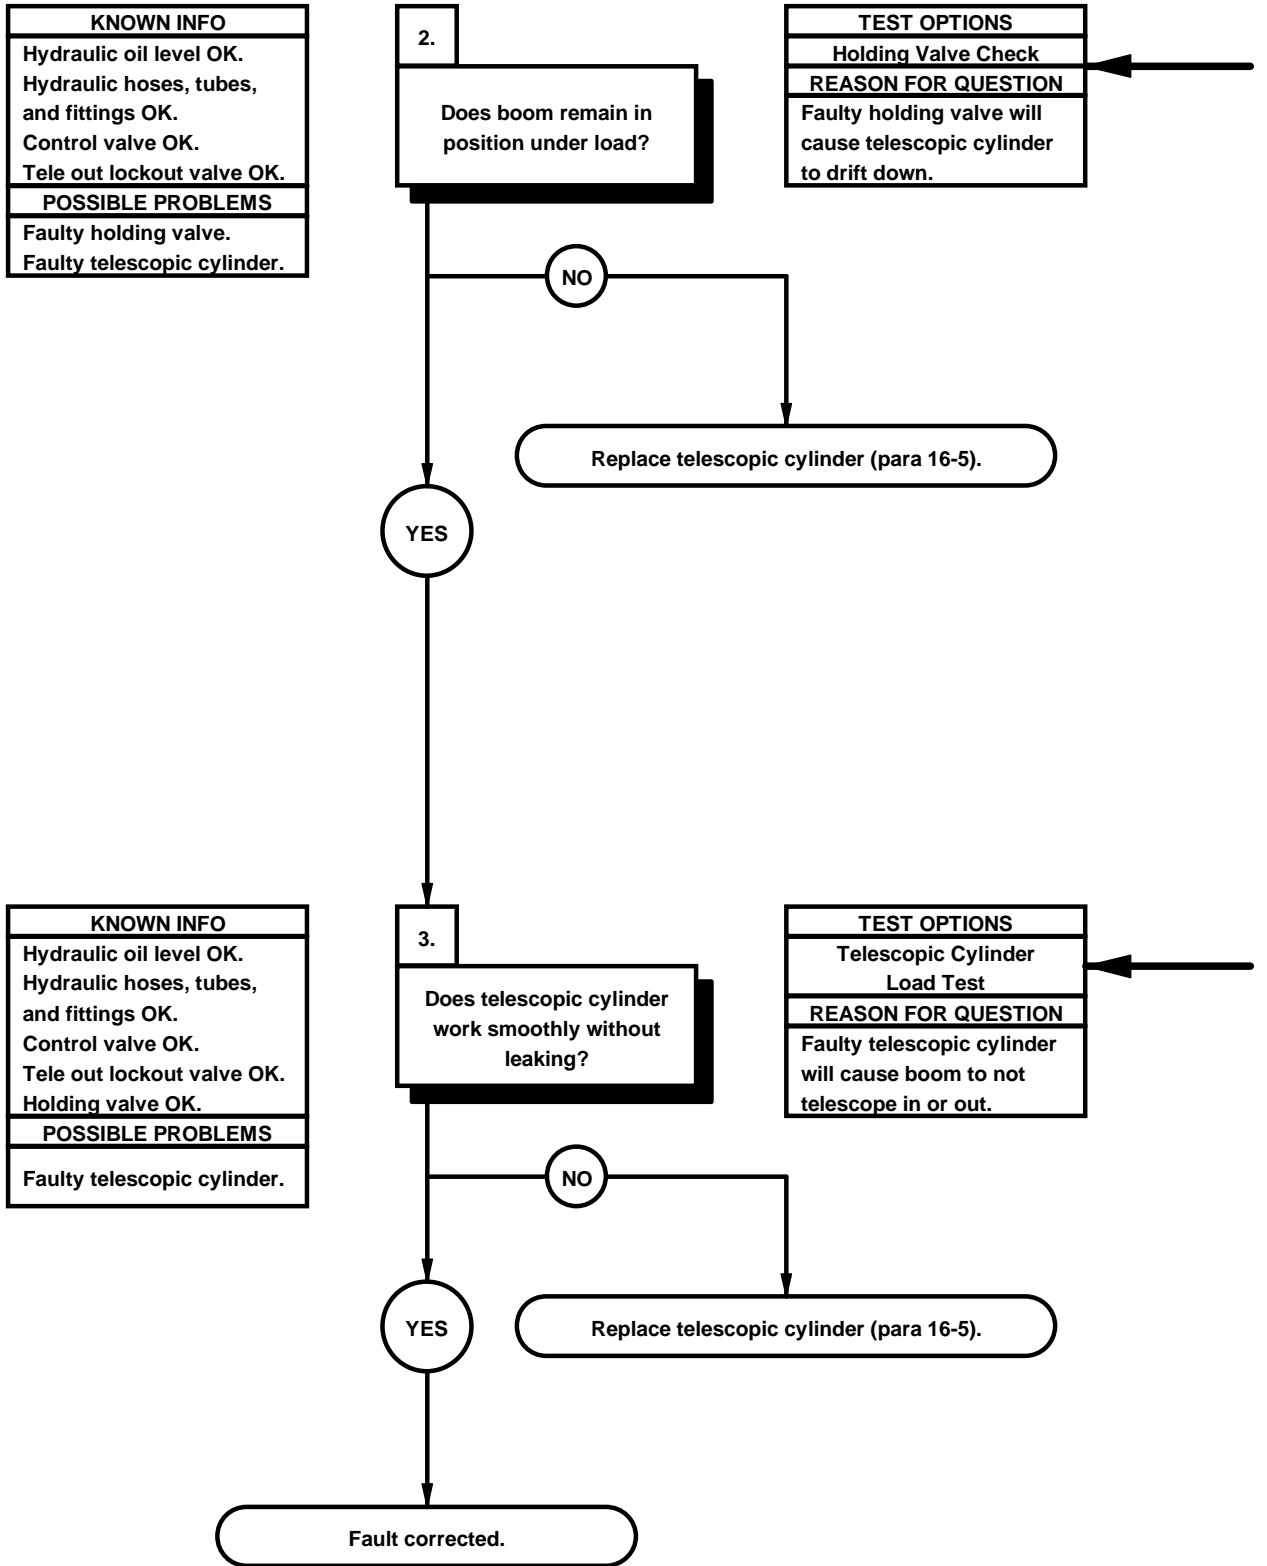 KNOWN INFO
Hydraulic oil level OK.
Hydraulic hoses, tubes,
and fittings OK.
Control valve OK.
Tele out lockout valve OK.
POSSIBLE PROBLEMS
Faulty holding valve.
Faulty telescopic cylinder.
2.
Does boom remain in
position under load?
TEST OPTIONS
Holding Valve Check
REASON FOR QUESTION
Faulty holding valve will
cause telescopic cylinder
to drift down.
NO
Replace telescopic cylinder (para 16-5).
YES
KNOWN INFO
Hydraulic oil level OK.
Hydraulic hoses, tubes,
and fittings OK.
Control valve OK.
Tele out lockout valve OK.
Holding valve OK.
POSSIBLE PROBLEMS
Faulty telescopic cylinder.
3.
Does telescopic cylinder
work smoothly without
leaking?
TEST OPTIONS
Telescopic Cylinder
Load Test
REASON FOR QUESTION
Faulty telescopic cylinder
will cause boom to not
telescope in or out.
NO
YES
Replace telescopic cylinder (para 16-5).
Fault corrected.